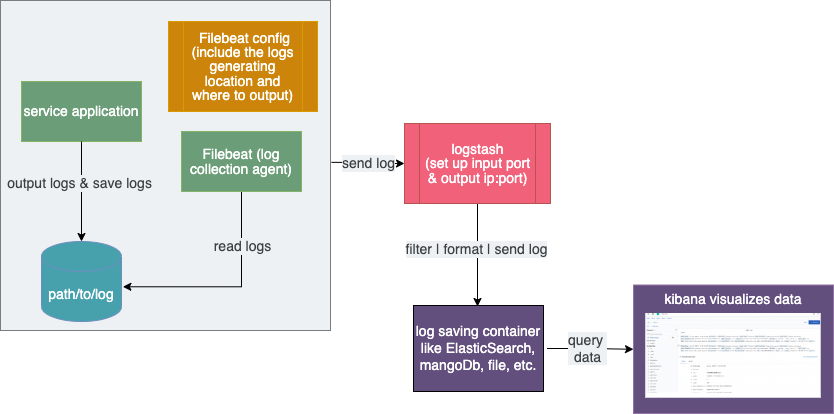 Filebeat config
(include the logs
generating
location and
where to output)
service application
Filebeat (log
collection agent)
output logs & save logs
read logs
path/to/log
send log
logstash
(set up input port
& output ip:port)
filter | format | send log
log saving container
like ElasticSearch,
mangoDb, file, etc.
query
data
kibana visualizes data